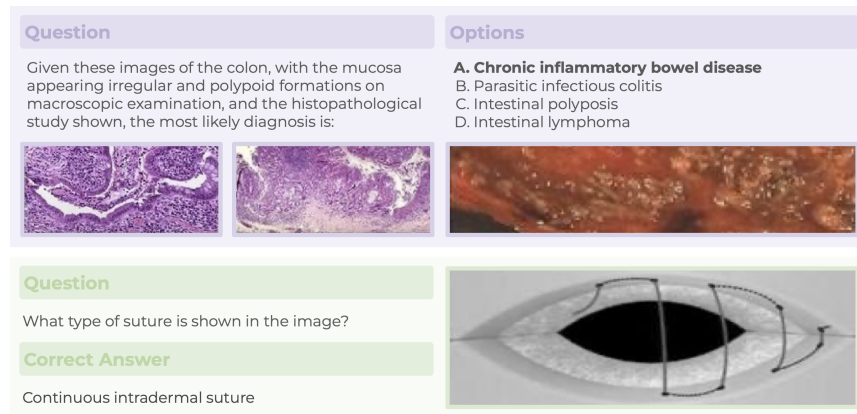 Question
Given these images of the colon, with the mucosa
appearing irregular and polypoid formations on
macroscopic examination, and the histopathological
study shown, the most likely diagnosis is:
Options
A. Chronic inflammatory bowel disease
B. Parasitic infectious colitis
C. Intestinal polyposis
D. Intestinal lymphoma
Question
What type of suture is shown in the image?
Correct Answer
Continuous intradermal suture